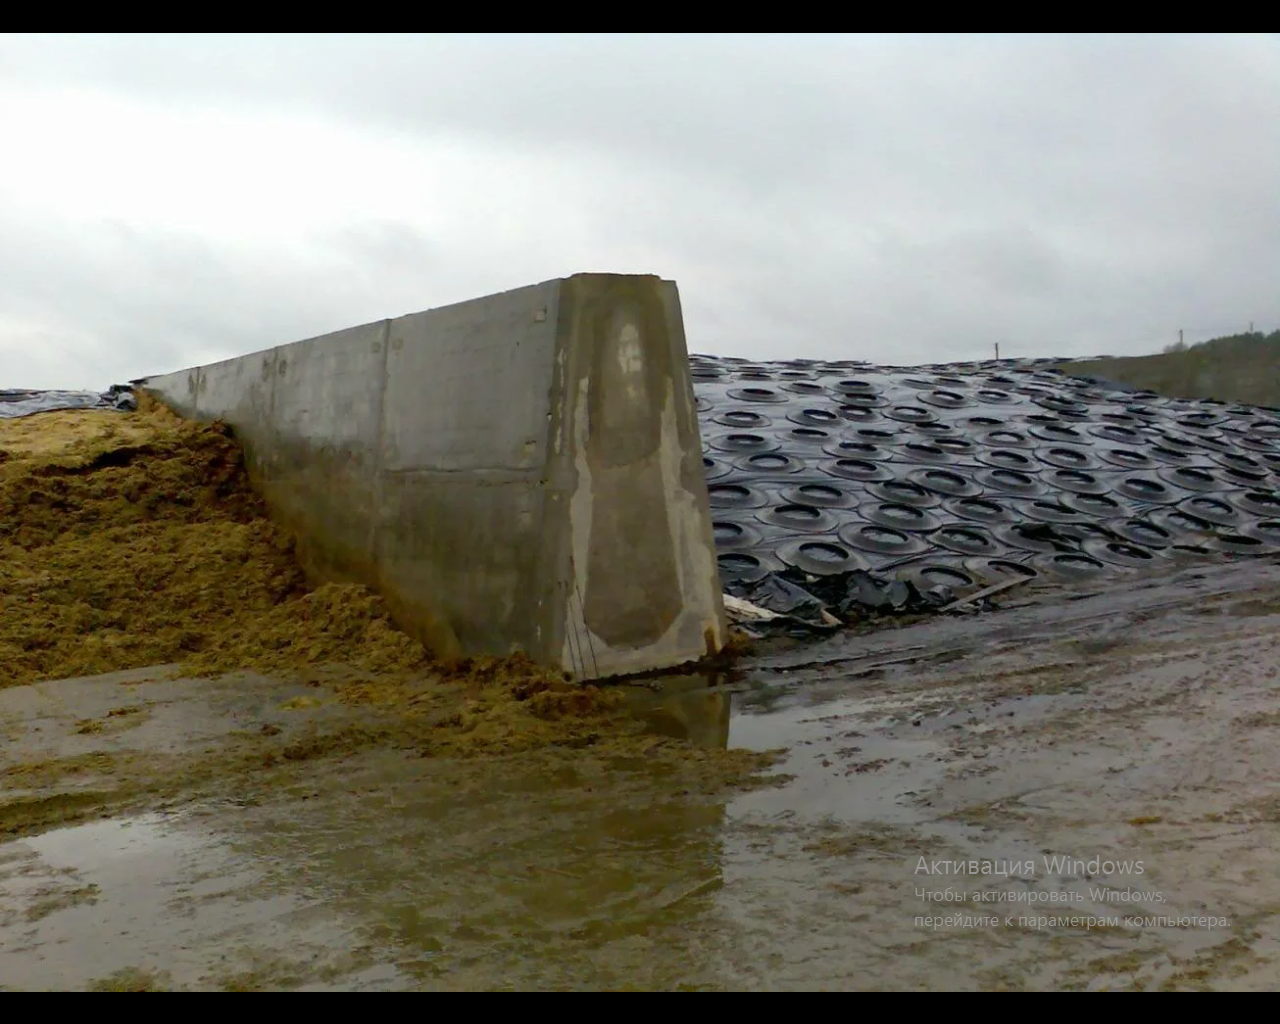 Активация Windows
Чтобы активировать Windows,
перейдите к параметрам компьютера.